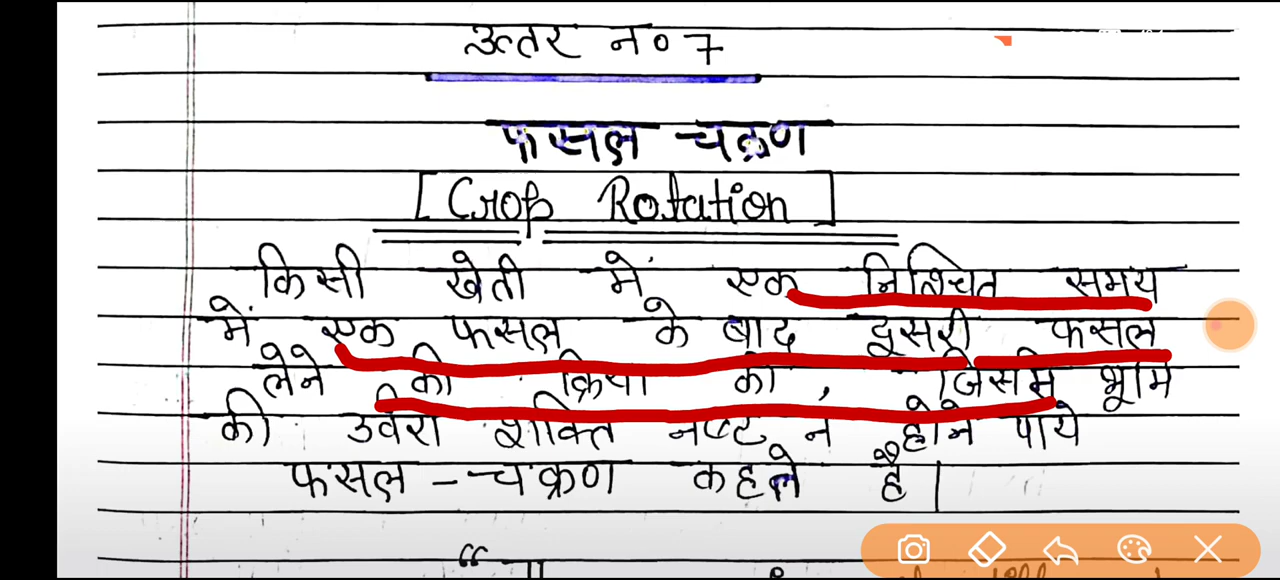 उत्तर न० 7
फसल चक्रण
[Crop Rotation]
किसी खेती में एक निश्चित समय
में एक फसल के बाद दूसरी फसल
लेने की क्रिया को, जिसमे भूमि
की उर्वरा शक्ति नष्ट न होने पाये
फसल - चक्रण कहते है।